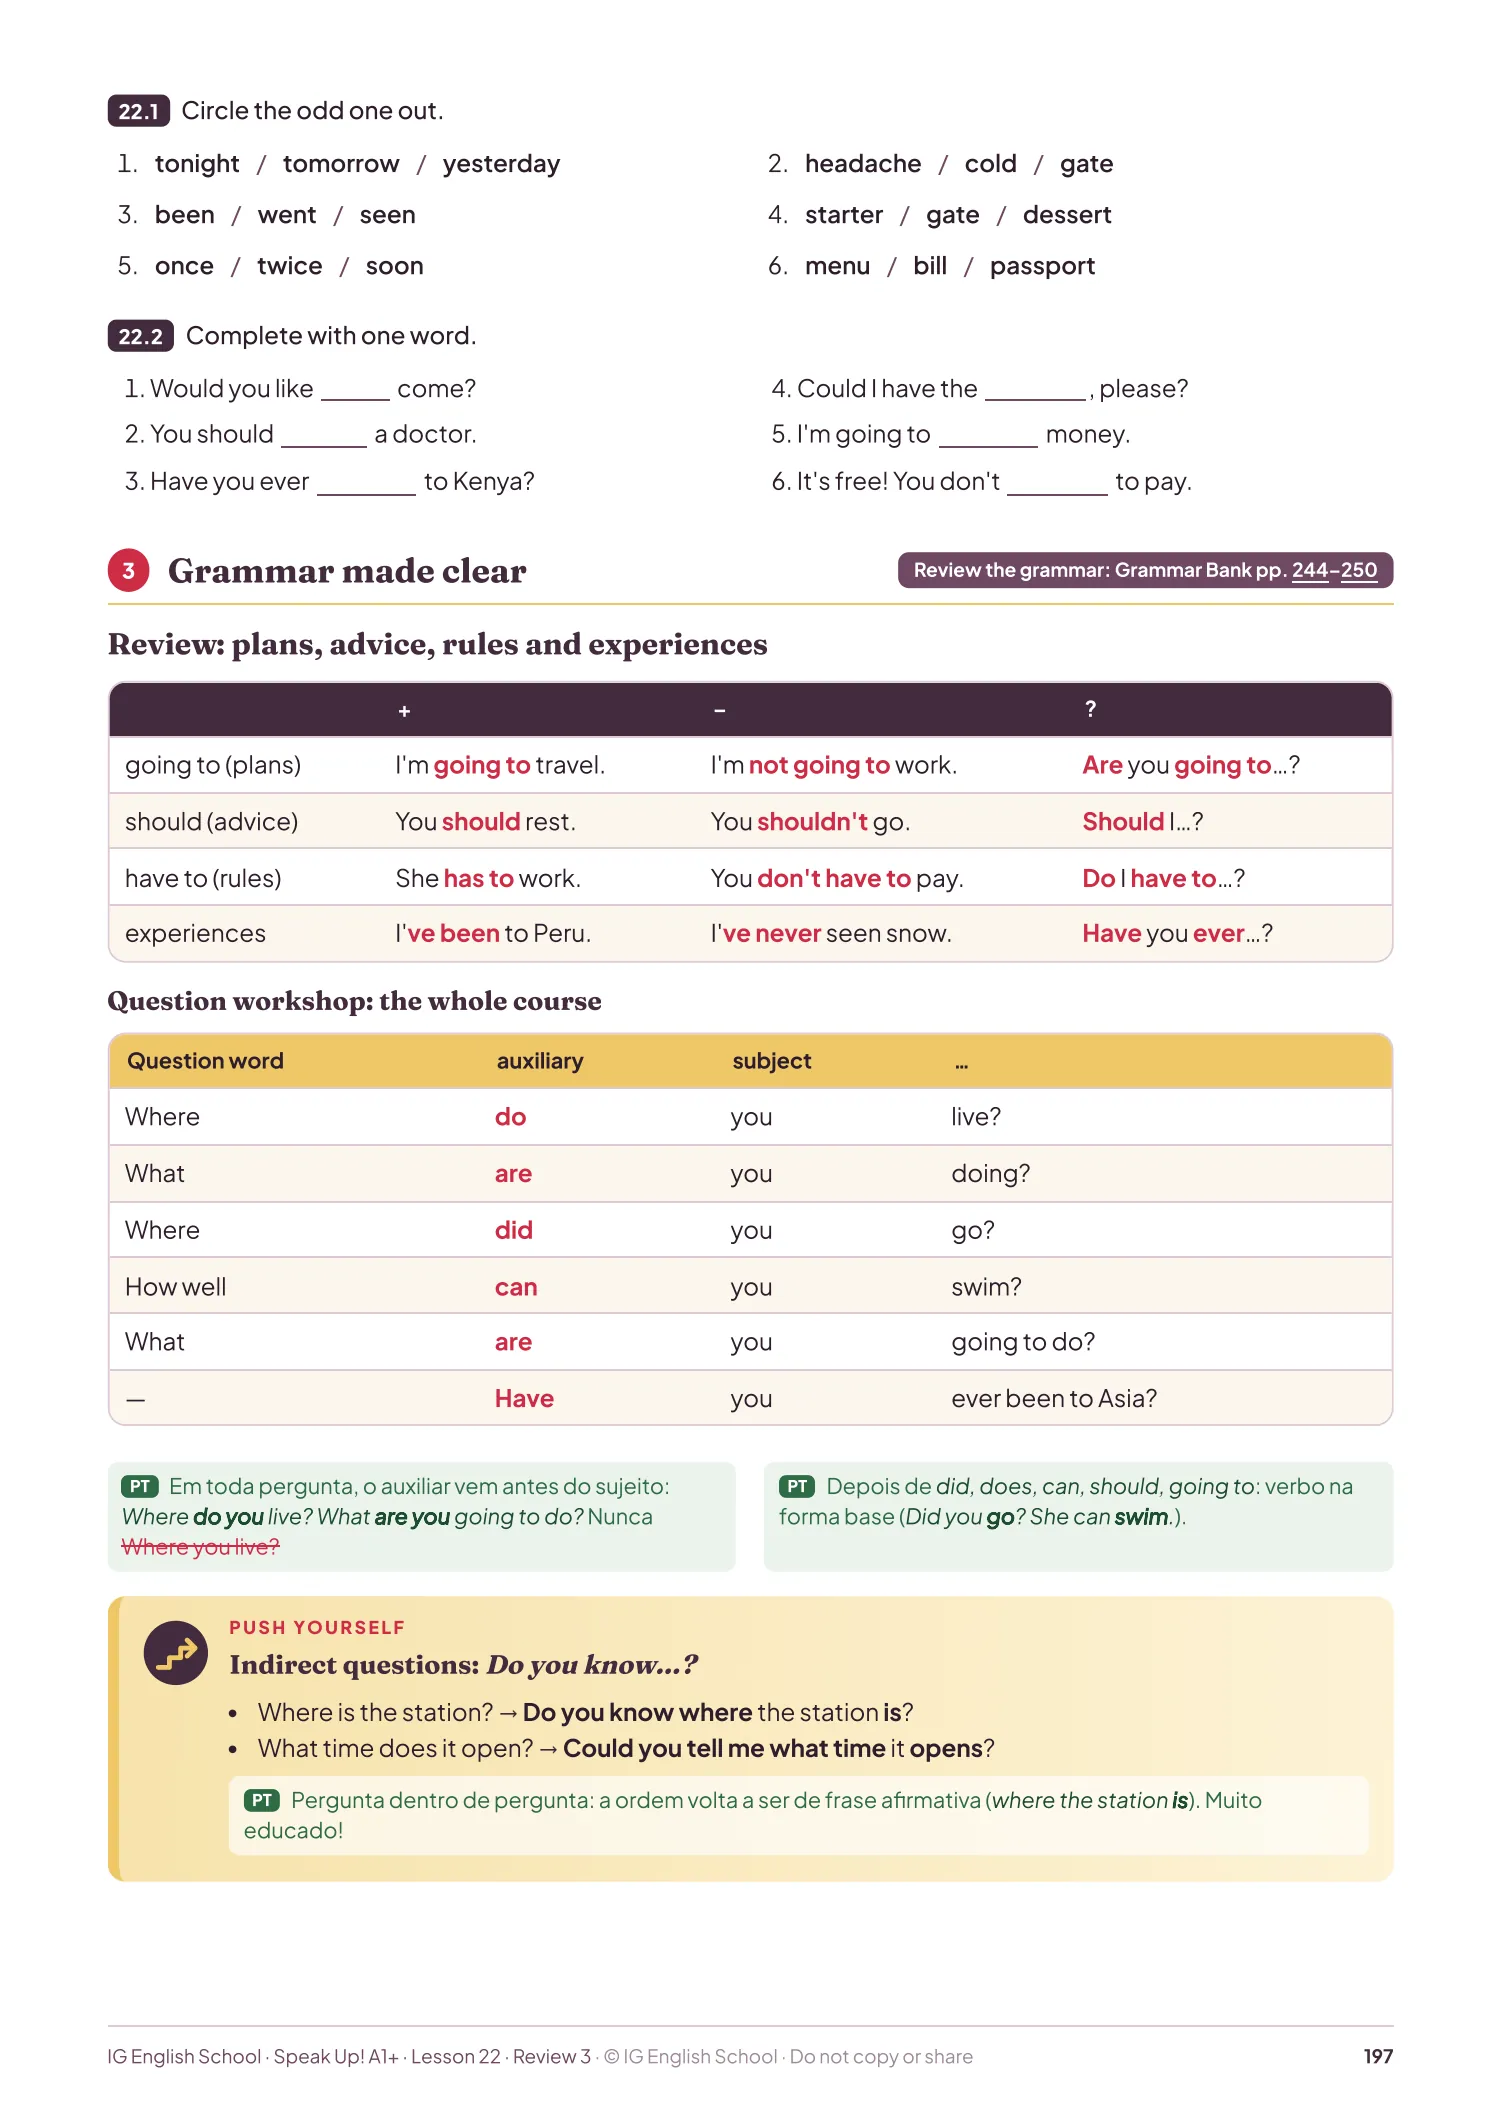 22.1 Circle the odd one out.
1. tonight / tomorrow / yesterday
2. headache / cold / gate
3. been / went / seen
4. starter / gate / dessert
5. once / twice / soon
6. menu / bill / passport
22.2 Complete with one word.
1. Would you like _____ come?
4. Could I have the _______, please?
2. You should ______ a doctor.
5. I'm going to _______ money.
3. Have you ever _______ to Kenya?
6. It's free! You don't _______ to pay.
3 Grammar made clear
Review the grammar: Grammar Bank pp. 244–250
Review: plans, advice, rules and experiences
+ – ?
going to (plans) I'm going to travel. I'm not going to work. Are you going to...?
should (advice) You should rest. You shouldn't go. Should I...?
have to (rules) She has to work. You don't have to pay. Do I have to...?
experiences I've been to Peru. I've never seen snow. Have you ever...?
Question workshop: the whole course
Question word auxiliary subject ...
Where do you live?
What are you doing?
Where did you go?
How well can you swim?
What are you going to do?
— Have you ever been to Asia?
PT Em toda pergunta, o auxiliar vem antes do sujeito:
Where do you live? What are you going to do? Nunca
Where you live?
PT Depois de did, does, can, should, going to: verbo na
forma base (Did you go? She can swim.).
PUSH YOURSELF
Indirect questions: Do you know...?
• Where is the station? → Do you know where the station is?
• What time does it open? → Could you tell me what time it opens?
PT Pergunta dentro de pergunta: a ordem volta a ser de frase afirmativa (where the station is). Muito
educado!
IG English School · Speak Up! A1+ · Lesson 22 · Review 3 · © IG English School · Do not copy or share
197